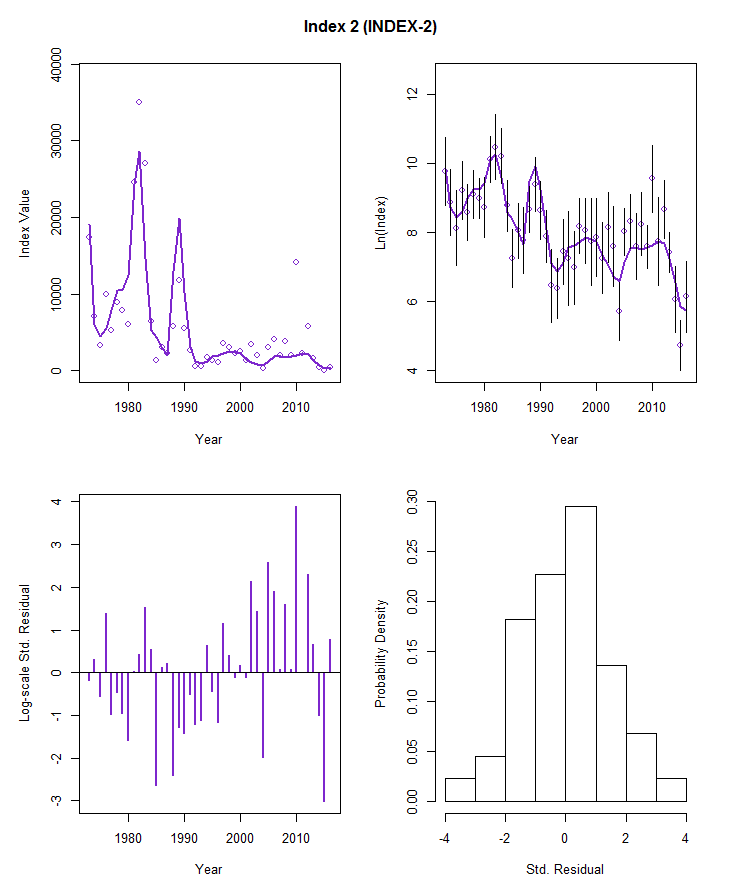 Index 2 (INDEX-2)
Index Value
40000
30000
20000
10000
0
1980 1990 2000 2010
Year
Ln(Index)
12
10
8
6
4
1980 1990 2000 2010
Year
Log-scale Std. Residual
4
3
2
1
0
-1
-2
-3
1980 1990 2000 2010
Year
Probability Density
0.30
0.25
0.20
0.15
0.10
0.05
0.00
-4 -2 0 2 4
Std. Residual